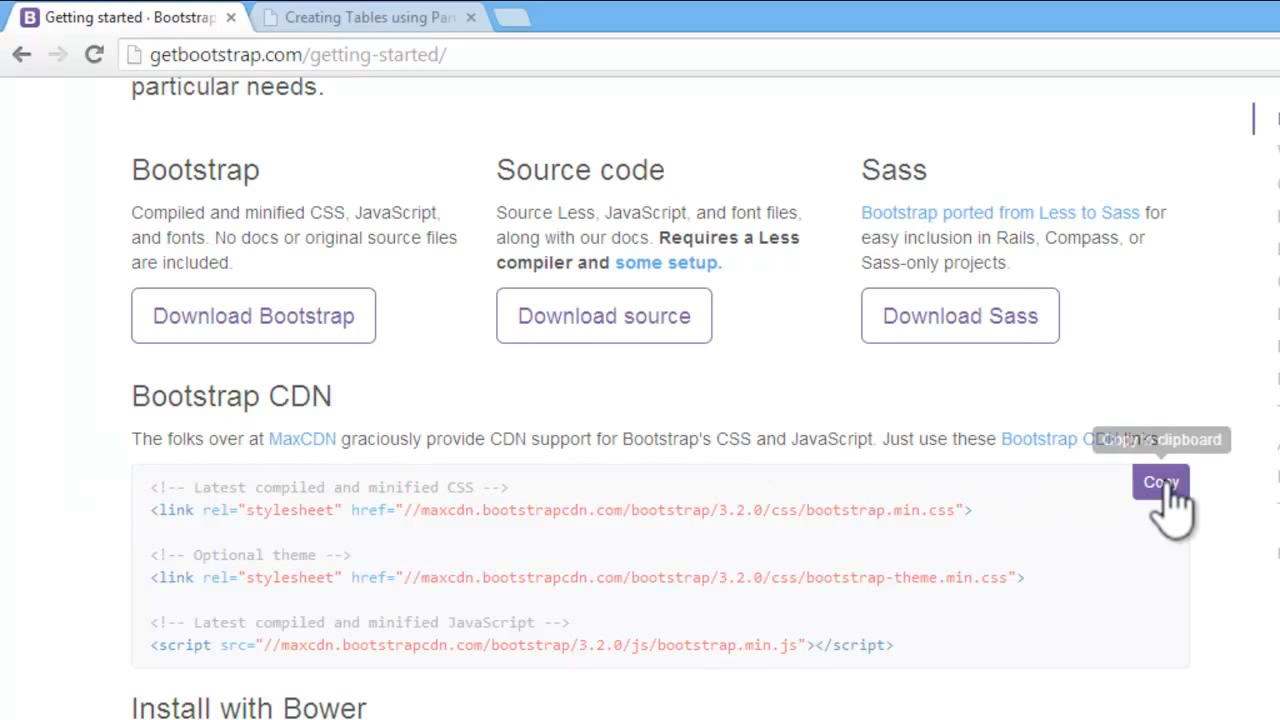 Getting started · Bootstrap
Creating Tables using Par
getbootstrap.com/getting-started/
particular needs.
Bootstrap
Compiled and minified CSS, JavaScript,
and fonts. No docs or original source files
are included.
Download Bootstrap
Source code
Source Less, JavaScript, and font files,
along with our docs. Requires a Less
compiler and some setup.
Download source
Sass
Bootstrap ported from Less to Sass for
easy inclusion in Rails, Compass, or
Sass-only projects.
Download Sass
Bootstrap CDN
The folks over at MaxCDN graciously provide CDN support for Bootstrap's CSS and JavaScript. Just use these Bootstrap CDN links
Copy to clipboard
Copy
<!-- Latest compiled and minified CSS -->
<link rel="stylesheet" href="//maxcdn.bootstrapcdn.com/bootstrap/3.2.0/css/bootstrap.min.css">
<!-- Optional theme -->
<link rel="stylesheet" href="//maxcdn.bootstrapcdn.com/bootstrap/3.2.0/css/bootstrap-theme.min.css">
<!-- Latest compiled and minified JavaScript -->
<script src="//maxcdn.bootstrapcdn.com/bootstrap/3.2.0/js/bootstrap.min.js"></script>
Install with Bower